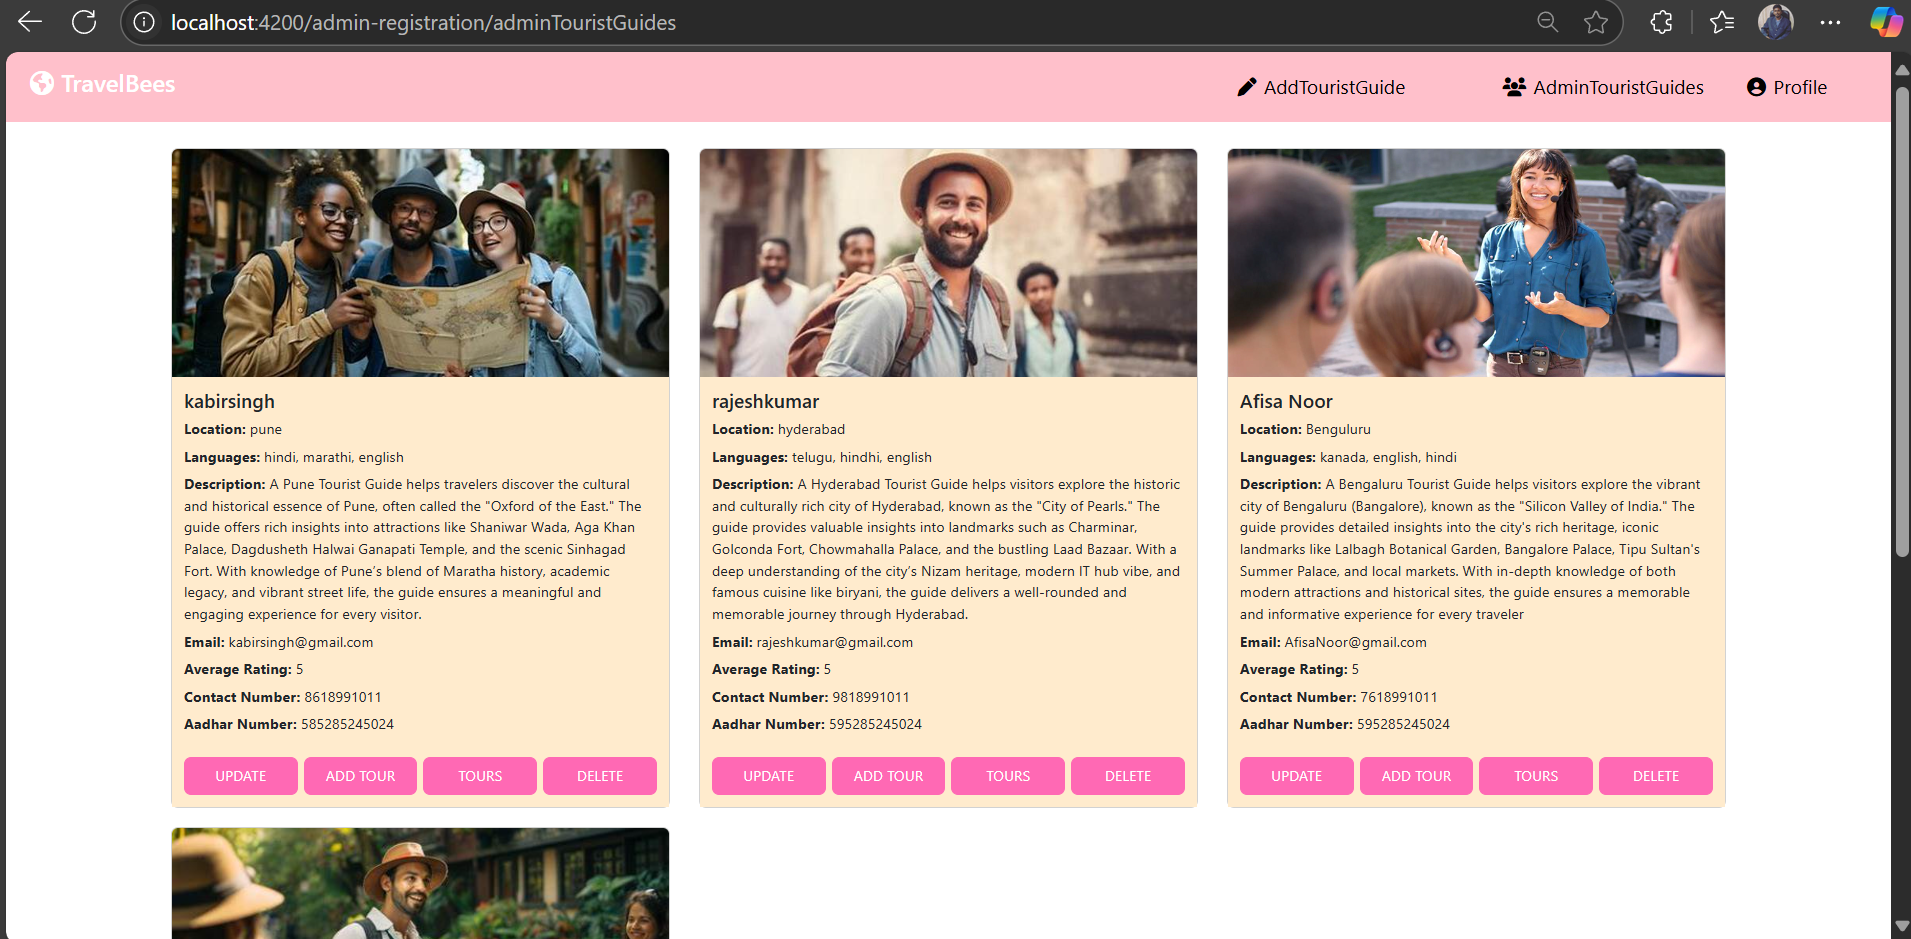 localhost:4200/admin-registration/adminTouristGuides
TravelBees
AddTouristGuide
AdminTouristGuides
Profile
kabirsingh
Location: pune
Languages: hindi, marathi, english
Description: A Pune Tourist Guide helps travelers discover the cultural
and historical essence of Pune, often called the "Oxford of the East." The
guide offers rich insights into attractions like Shaniwar Wada, Aga Khan
Palace, Dagdusheth Halwai Ganapati Temple, and the scenic Sinhagad
Fort. With knowledge of Pune’s blend of Maratha history, academic
legacy, and vibrant street life, the guide ensures a meaningful and
engaging experience for every visitor.
Email: kabirsingh@gmail.com
Average Rating: 5
Contact Number: 8618991011
Aadhar Number: 585285245024
UPDATE
ADD TOUR
TOURS
DELETE
rajeshkumar
Location: hyderabad
Languages: telugu, hindhi, english
Description: A Hyderabad Tourist Guide helps visitors explore the historic
and culturally rich city of Hyderabad, known as the "City of Pearls." The
guide provides valuable insights into landmarks such as Charminar,
Golconda Fort, Chowmahalla Palace, and the bustling Laad Bazaar. With a
deep understanding of the city’s Nizam heritage, modern IT hub vibe, and
famous cuisine like biryani, the guide delivers a well-rounded and
memorable journey through Hyderabad.
Email: rajeshkumar@gmail.com
Average Rating: 5
Contact Number: 9818991011
Aadhar Number: 595285245024
UPDATE
ADD TOUR
TOURS
DELETE
Afisa Noor
Location: Benguluru
Languages: kanada, english, hindi
Description: A Bengaluru Tourist Guide helps visitors explore the vibrant
city of Bengaluru (Bangalore), known as the "Silicon Valley of India." The
guide provides detailed insights into the city's rich heritage, iconic
landmarks like Lalbagh Botanical Garden, Bangalore Palace, Tipu Sultan's
Summer Palace, and local markets. With in-depth knowledge of both
modern attractions and historical sites, the guide ensures a memorable
and informative experience for every traveler
Email: AfisaNoor@gmail.com
Average Rating: 5
Contact Number: 7618991011
Aadhar Number: 595285245024
UPDATE
ADD TOUR
TOURS
DELETE